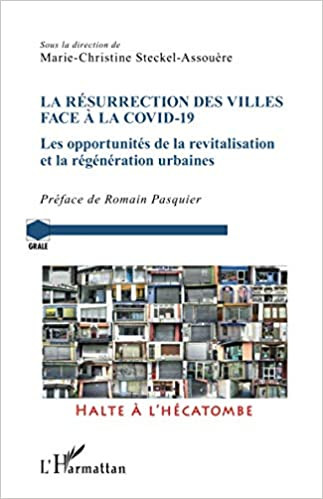 Sous la direction de
Marie-Christine Steckel-Assouère
LA RÉSURRECTION DES VILLES
FACE À LA COVID-19
Les opportunités de la revitalisation
et la régénération urbaines
Préface de Romain Pasquier
GRALE
HALTE À L'HÉCATOMBE
L'Harmattan